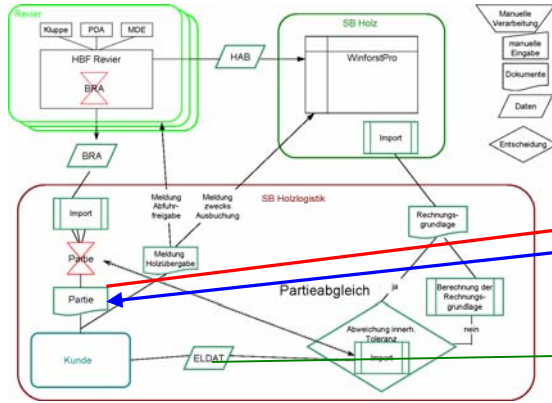 Revier
Kluppe
PDA
MDE
HBF Revier
BRA
HAB
SB Holz
WinforstPro
Import
Manuelle
Verarbeitung
manuelle
Eingabe
Dokumente
Daten
Entscheidung
BRA
SB Holzlogistik
Import
Partie
Partie
Kunde
Meldung
Abfuhr-
freigabe
Meldung
zwecks
Ausbuchung
Meldung
Holzübergabe
Rechnungs-
grundlage
Partieabgleich
ja
Berechnung der
Rechnungs-
grundlage
nein
Abweichung innerh.
Toleranz
Import
ELDAT